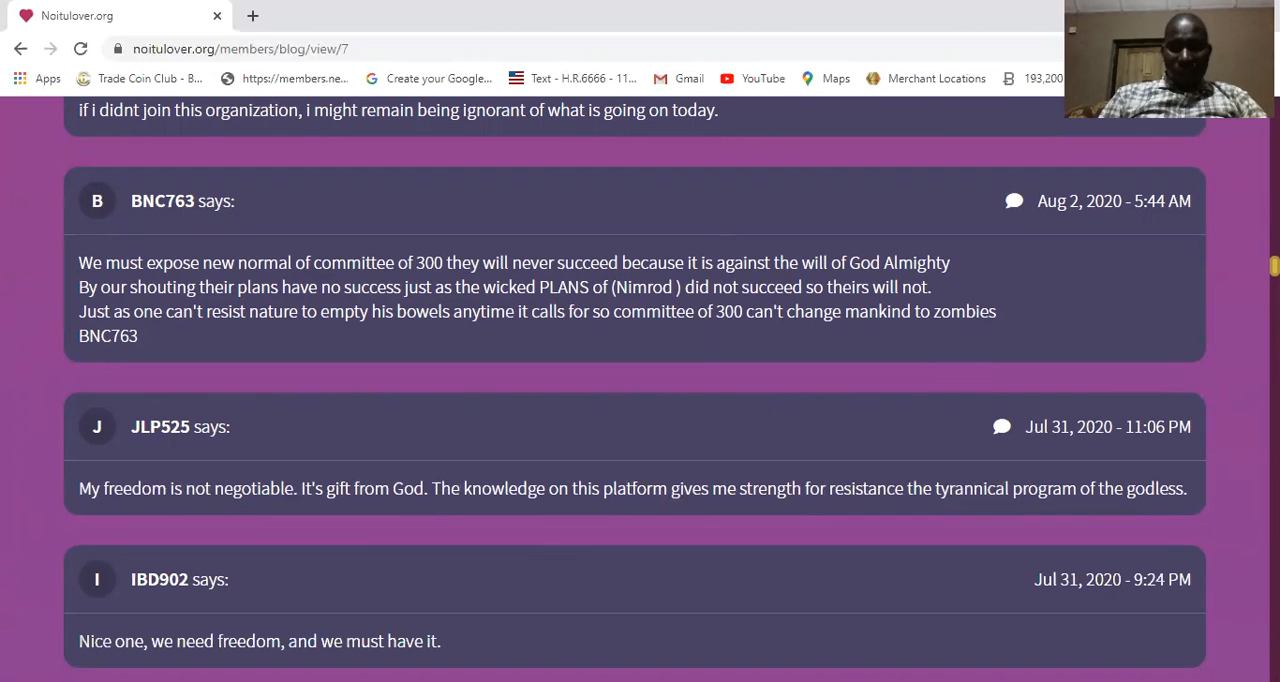 Noitulover.org
noitulover.org/members/blog/view/7
Apps Trade Coin Club - B... https://members.ne... Create your Google... Text - H.R.6666 - 11... Gmail YouTube Maps Merchant Locations 193,200
if i didnt join this organization, i might remain being ignorant of what is going on today.
B BNC763 says: Aug 2, 2020 - 5:44 AM
We must expose new normal of committee of 300 they will never succeed because it is against the will of God Almighty
By our shouting their plans have no success just as the wicked PLANS of (Nimrod ) did not succeed so theirs will not.
Just as one can't resist nature to empty his bowels anytime it calls for so committee of 300 can't change mankind to zombies
BNC763
J JLP525 says: Jul 31, 2020 - 11:06 PM
My freedom is not negotiable. It's gift from God. The knowledge on this platform gives me strength for resistance the tyrannical program of the godless.
I IBD902 says: Jul 31, 2020 - 9:24 PM
Nice one, we need freedom, and we must have it.